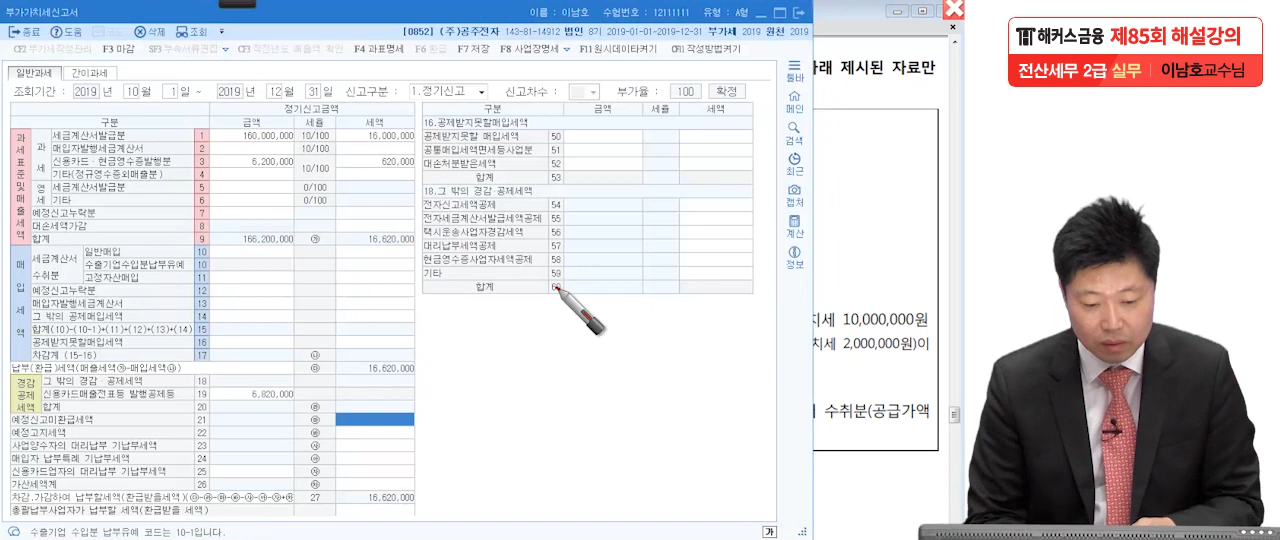 부가가치세신고서
이름 : 이남호 수험번호 : 12111111 유형 : A형
종료 도움 코드 삭제 조회
[0852] (주)공주전자 143-81-14912 법인 8기 2019-01-01~2019-12-31 부가세 2019 원천 2019
CF2 부가세작성관리 F3 마감 SF3 부속서류편집 CF3 작성전년도 매출액 확인 F4 과표명세 F6 환급 F7 저장 F8 사업장명세 F11 원시데이타켜기 CF11 작성방법켜기
일반과세 간이과세
조회기간 : 2019 년 10 월 1 일 ~ 2019 년 12 월 31 일 신고구분 : 1.정기신고 신고차수 : 부가율 : 100 확정
정기신고금액
구분 금액 세율 세액
과세표준및매출세액
과세
세금계산서발급분 1 160,000,000 10/100 16,000,000
매입자발행세금계산서 2 10/100
신용카드·현금영수증발행분 3 6,200,000 10/100 620,000
기타(정규영수증외매출분) 4
영세
세금계산서발급분 5 0/100
기타 6 0/100
예정신고누락분 7
대손세액가감 8
합계 9 166,200,000 ㉮ 16,620,000
매입세액
세금계산서 수취분
일반매입 10
수출기업수입분납부유예 10
고정자산매입 11
예정신고누락분 12
매입자발행세금계산서 13
그 밖의 공제매입세액 14
합계(10)-(10-1)+(11)+(12)+(13)+(14) 15
공제받지못할매입세액 16
차감계 (15-16) 17 ㉯
납부(환급)세액(매출세액㉮-매입세액㉯) ㉰ 16,620,000
경감공제세액
그 밖의 경감·공제세액 18
신용카드매출전표등 발행공제등 19 6,820,000
합계 20 ㉱
예정신고미환급세액 21 ㉲
예정고지세액 22 ㉳
사업양수자의 대리납부 기납부세액 23 ㉴
매입자 납부특례 기납부세액 24 ㉵
신용카드업자의 대리납부 기납부세액 25 ㉶
가산세액계 26 ㉷
차감.가감하여 납부할세액(환급받을세액) 27 16,620,000
총괄납부사업자가 납부할 세액(환급받을 세액)
수출기업 수입분 납부유예 코드는 10-1입니다.
가
구분 금액 세율 세액
16.공제받지못할매입세액
공제받지못할 매입세액 50
공통매입세액면세등사업분 51
대손처분받은세액 52
합계 53
18.그 밖의 경감·공제세액
전자신고세액공제 54
전자세금계산서발급세액공제 55
택시운송사업자경감세액 56
대리납부세액공제 57
현금영수증사업자세액공제 58
기타 59
합계
툴바
메인
검색
최근
캡처
계산
정보
제시된 자료만
10,000,000원
2,000,000원)이
수취분(공급가액
해커스금융 제85회 해설강의
전산세무 2급 실무 이남호교수님